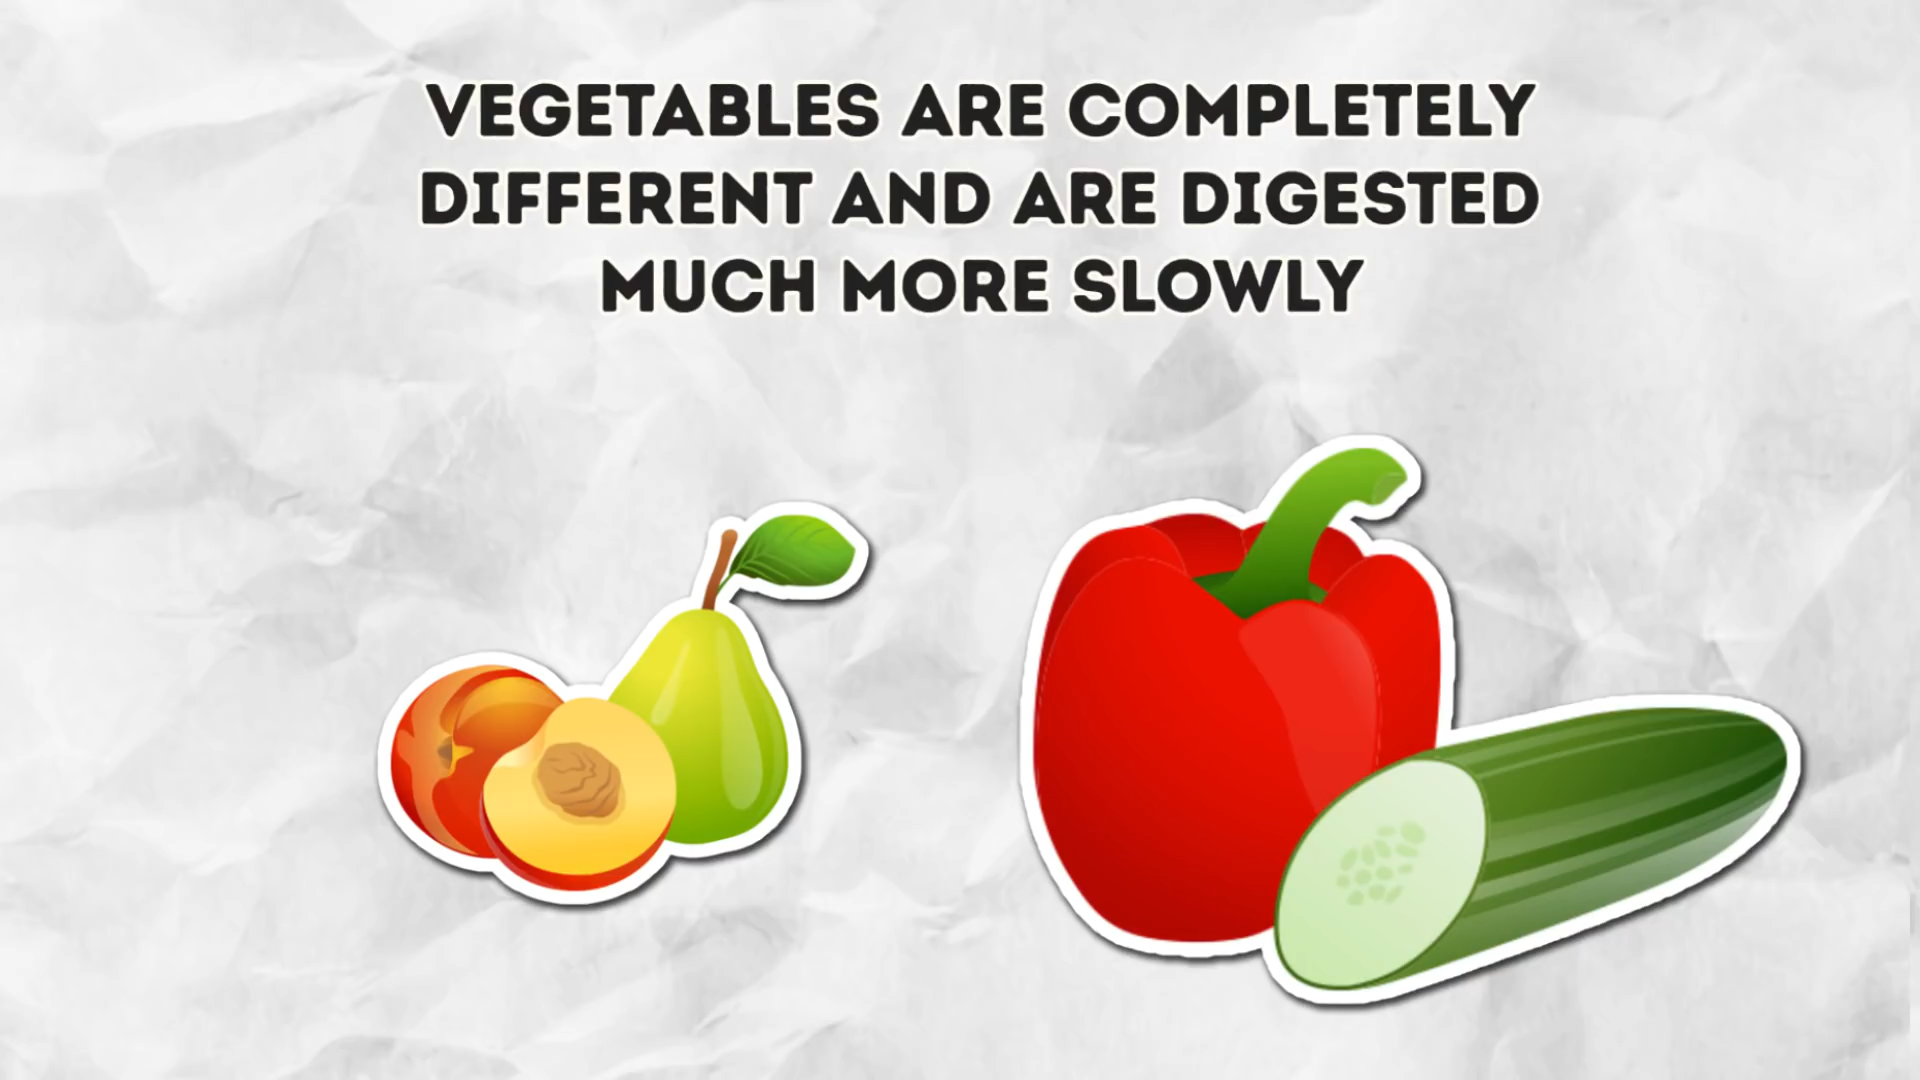 VEGETABLES ARE COMPLETELY
DIFFERENT AND ARE DIGESTED
MUCH MORE SLOWLY